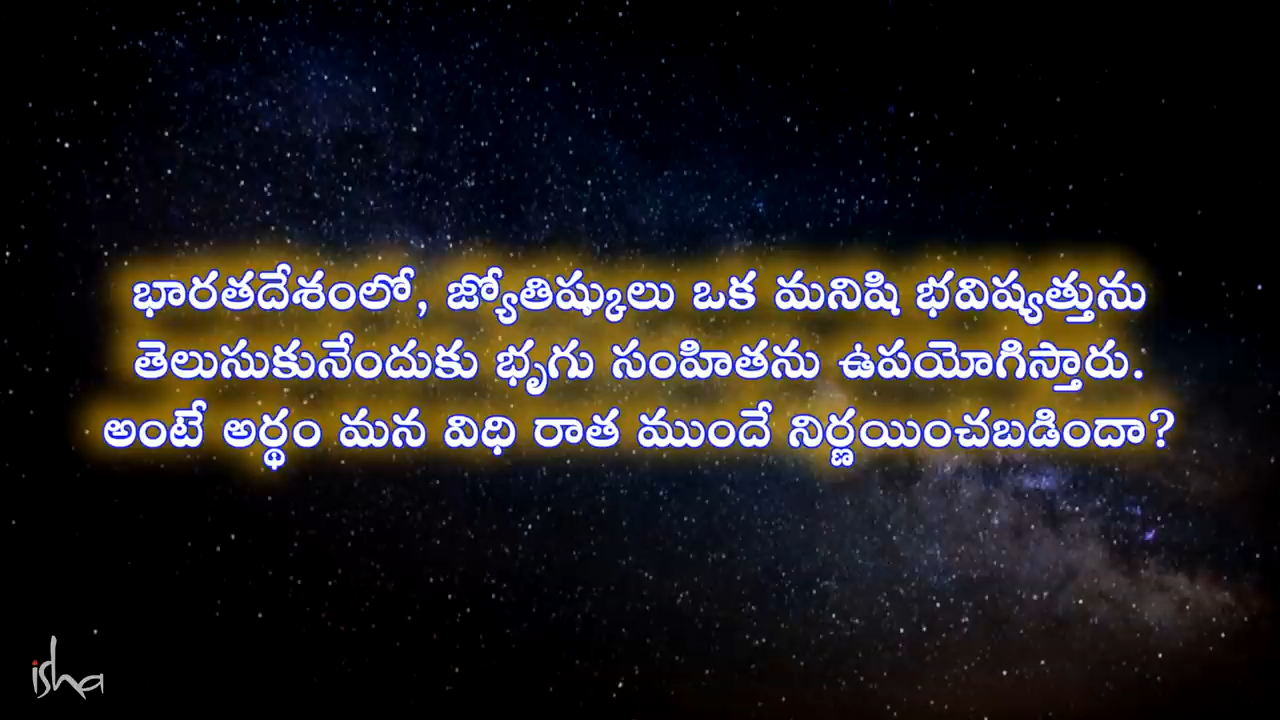 భారతదేశంలో, జ్యోతిష్కులు ఒక మనిషి భవిష్యత్తును
తెలుసుకునేందుకు భృగు సంహితను ఉపయోగిస్తారు.
అంటే అర్థం మన విధి రాత ముందే నిర్ణయించబడిందా?
isha